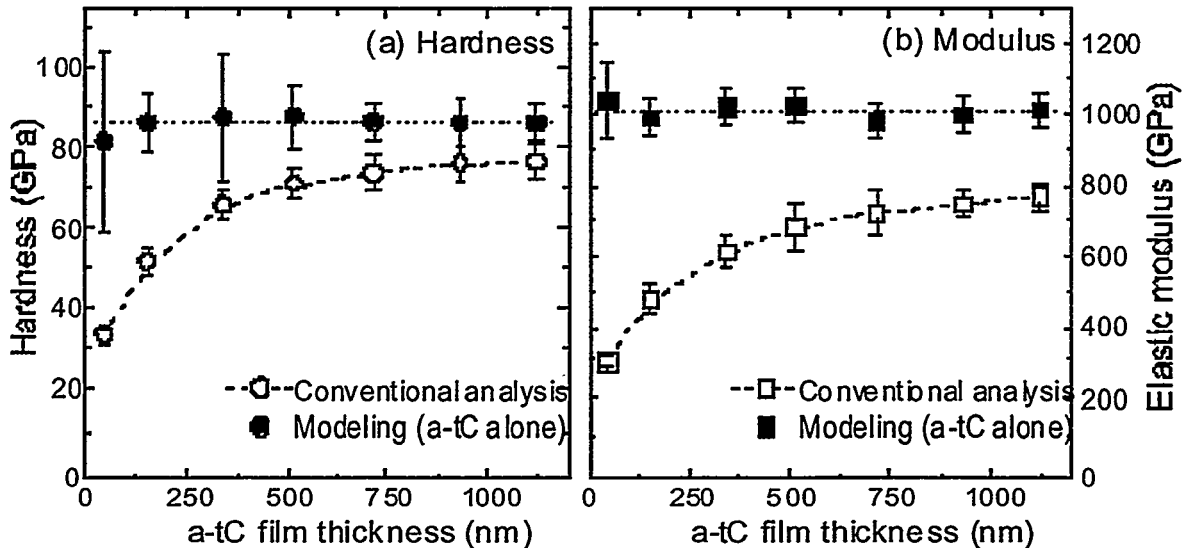 (a) Hardness
100
80
60
40
20
0
Hardness (GPa)
Conventional analysis
Modeling (a-tC alone)
0 250 500 750 1000
a-tC film thickness (nm)
(b) Modulus
1200
1000
800
600
400
200
0
Elastic modulus (GPa)
Conventional analysis
Modeling (a-tC alone)
0 250 500 750 1000
a-tC film thickness (nm)